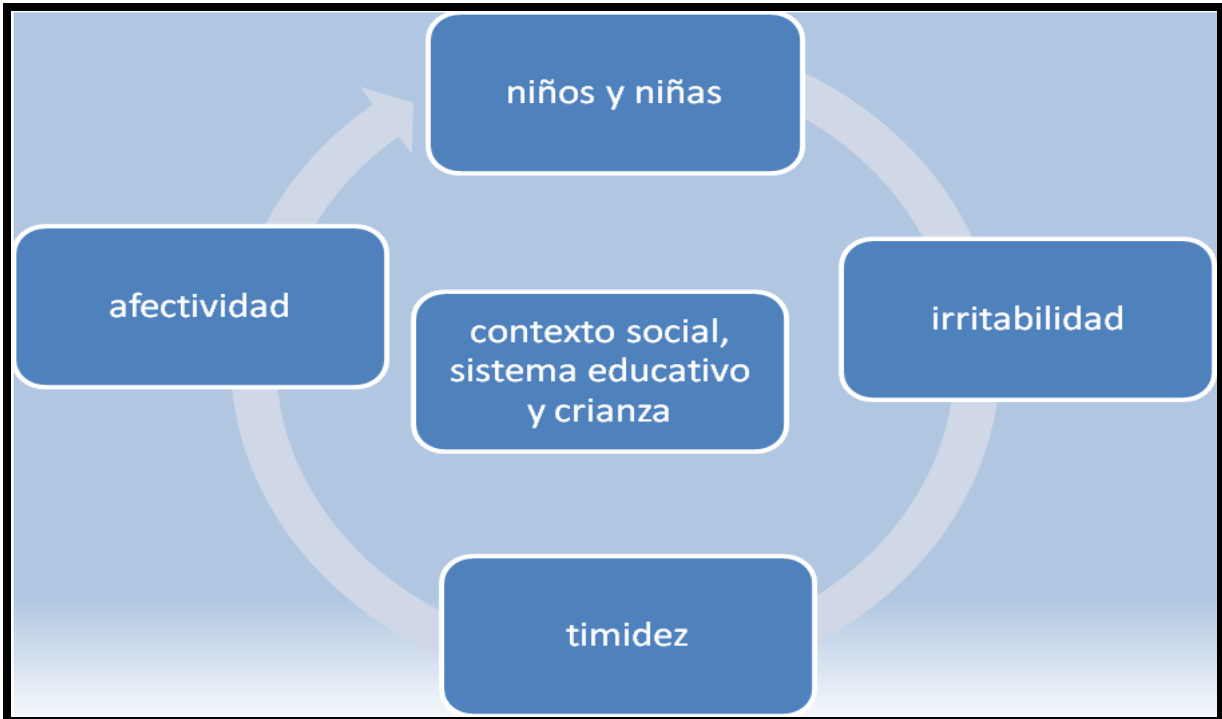 niños y niñas
afectividad
irritabilidad
contexto social,
sistema educativo
y crianza
timidez